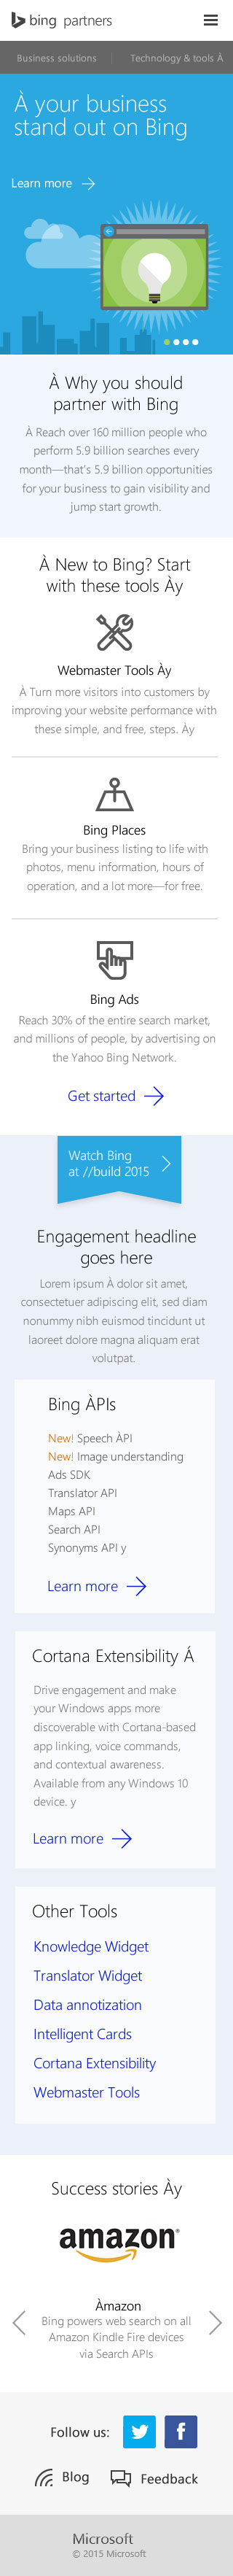 bing partners
Business solutions | Technology & tools À
À your business
stand out on Bing
Learn more
À Why you should
partner with Bing
À Reach over 160 million people who
perform 5.9 billion searches every
month—that's 5.9 billion opportunities
for your business to gain visibility and
jump start growth.
À New to Bing? Start
with these tools Ày
Webmaster Tools Ày
À Turn more visitors into customers by
improving your website performance with
these simple, and free, steps. Ày
Bing Places
Bring your business listing to life with
photos, menu information, hours of
operation, and a lot more—for free.
Bing Ads
Reach 30% of the entire search market,
and millions of people, by advertising on
the Yahoo Bing Network.
Get started
Watch Bing
at //build 2015
Engagement headline
goes here
Lorem ipsum À dolor sit amet,
consectetuer adipiscing elit, sed diam
nonummy nibh euismod tincidunt ut
laoreet dolore magna aliquam erat
volutpat.
Bing ÀPIs
New! Speech ÀPI
New! Image understanding
Ads SDK
Translator API
Maps API
Search API
Synonyms API y
Learn more
Cortana Extensibility Á
Drive engagement and make
your Windows apps more
discoverable with Cortana-based
app linking, voice commands,
and contextual awareness.
Available from any Windows 10
device. y
Learn more
Other Tools
Knowledge Widget
Translator Widget
Data annotization
Intelligent Cards
Cortana Extensibility
Webmaster Tools
Success stories Ày
amazon
Àmazon
Bing powers web search on all
Amazon Kindle Fire devices
via Search APIs
Follow us:
Blog
Feedback
Microsoft
© 2015 Microsoft